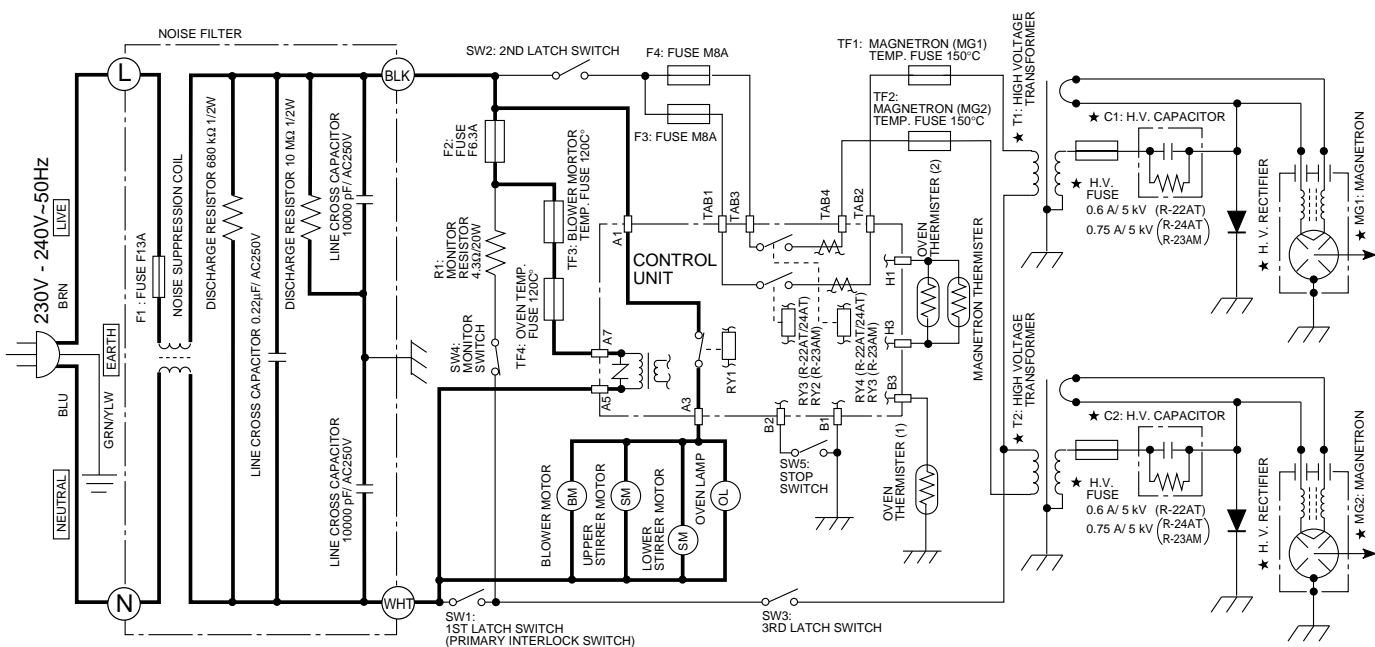 NOISE FILTER
L
BLK
SW2: 2ND LATCH SWITCH
F4: FUSE M8A
F3: FUSE M8A
TF1: MAGNETRON (MG1)
TEMP. FUSE 150°C
TF2:
MAGNETRON (MG2)
TEMP. FUSE 150°C
★ T1: HIGH VOLTAGE
TRANSFORMER
★ C1: H.V. CAPACITOR
★ H.V.
FUSE
0.6 A/ 5 kV (R-22AT)
0.75 A/ 5 kV (R-24AT
R-23AM)
★ H. V. RECTIFIER
★ MG1: MAGNETRON
230V - 240V~50Hz
LIVE
BRN
EARTH
BLU
GRN/YLW
NEUTRAL
F1 : FUSE F13A
NOISE SUPPRESSION COIL
DISCHARGE RESISTOR 680 kΩ 1/2W
LINE CROSS CAPACITOR 0.22µF/ AC250V
DISCHARGE RESISTOR 10 MΩ 1/2W
LINE CROSS CAPACITOR
10000 pF/ AC250V
LINE CROSS CAPACITOR
10000 pF/ AC250V
F2:
FUSE
F6.3A
R1:
MONITOR
RESISTOR
4.3Ω/20W
SW4:
MONITOR
SWITCH
TF3: BLOWER MORTOR
TEMP. FUSE 120C°
TF4: OVEN TEMP.
FUSE 120C°
A1
CONTROL
UNIT
TAB1
TAB3
TAB4
TAB2
A7
A5
A3
RY1
RY3 (R-22AT/24AT)
RY2 (R-23AM)
RY4 (R-22AT/24AT)
RY3 (R-23AM)
H1
H3
B3
B2
B1
OVEN
THERMISTER (2)
MAGNETRON THERMISTER
OVEN
THERMISTER (1)
SW5:
STOP
SWITCH
BLOWER MOTOR
BM
UPPER
STIRRER MOTOR
SM
LOWER
STIRRER MOTOR
SM
OVEN LAMP
OL
★ T2: HIGH VOLTAGE
TRANSFORMER
★ C2: H.V. CAPACITOR
★ H.V.
FUSE
0.6 A/ 5 kV (R-22AT)
0.75 A/ 5 kV (R-24AT
R-23AM)
★ H. V. RECTIFIER
★ MG2: MAGNETRON
N
WHT
SW1:
1ST LATCH SWITCH
(PRIMARY INTERLOCK SWITCH)
SW3:
3RD LATCH SWITCH